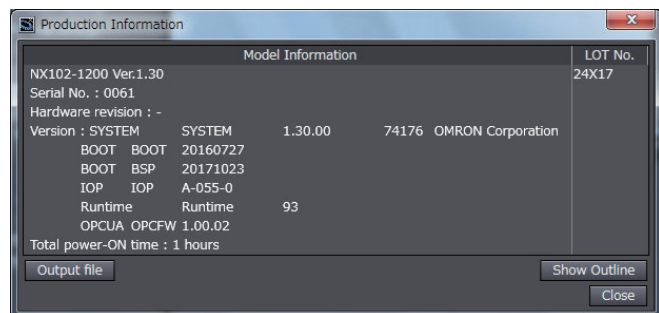 Production Information
Model Information LOT No.
NX102-1200 Ver.1.30 24X17
Serial No. : 0061
Hardware revision : -
Version : SYSTEM SYSTEM 1.30.00 74176 OMRON Corporation
BOOT BOOT 20160727
BOOT BSP 20171023
IOP IOP A-055-0
Runtime Runtime 93
OPCUA OPCFW 1.00.02
Total power-ON time : 1 hours
Output file Show Outline
Close